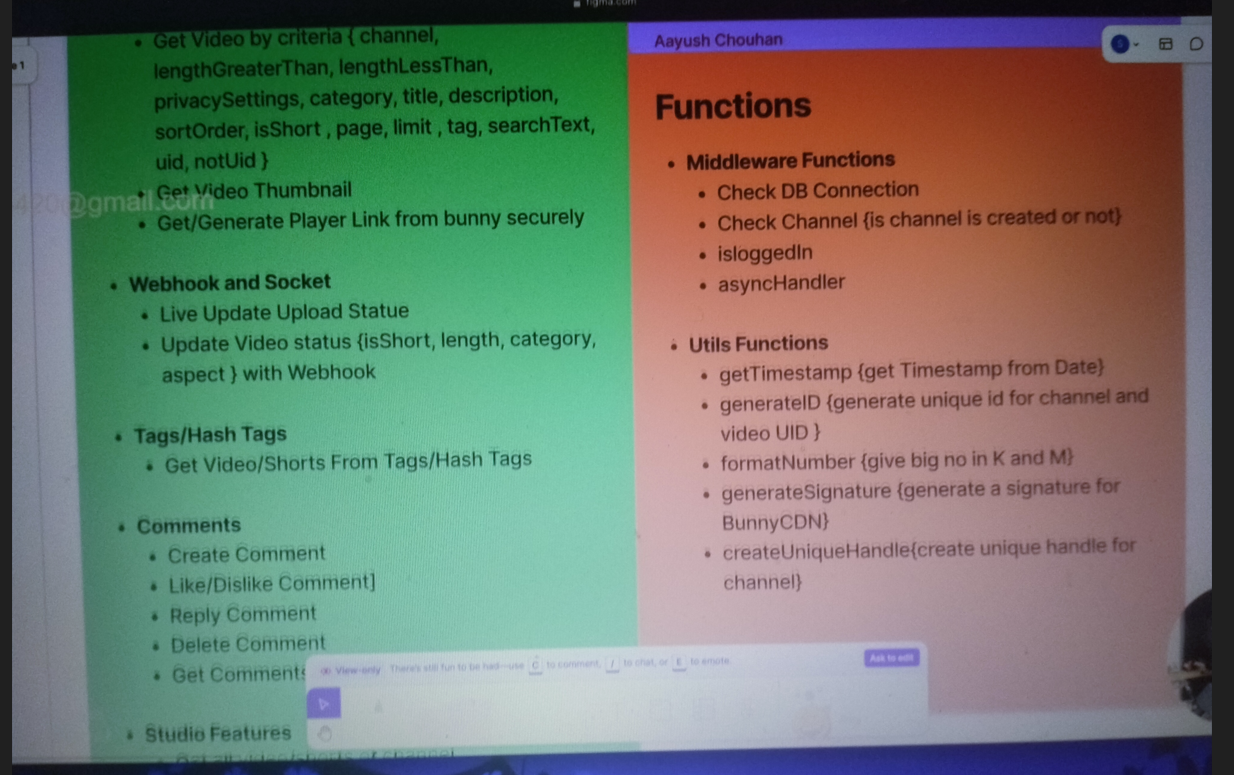 figma.com
Get Video by criteria { channel,
lengthGreaterThan, lengthLessThan,
privacySettings, category, title, description,
sortOrder, isShort , page, limit , tag, searchText,
uid, notUid }
Get Video Thumbnail
420@gmail.com
Get/Generate Player Link from bunny securely
Webhook and Socket
Live Update Upload Statue
Update Video status {isShort, length, category,
aspect } with Webhook
Tags/Hash Tags
Get Video/Shorts From Tags/Hash Tags
Comments
Create Comment
Like/Dislike Comment]
Reply Comment
Delete Comment
Get Comments
Studio Features
Get all video/shorts of channel
Aayush Chouhan
Functions
Middleware Functions
Check DB Connection
Check Channel {is channel is created or not}
isloggedIn
asyncHandler
Utils Functions
getTimestamp {get Timestamp from Date}
generateID {generate unique id for channel and
video UID }
formatNumber {give big no in K and M}
generateSignature {generate a signature for
BunnyCDN}
createUniqueHandle{create unique handle for
channel}
View-only There's still fun to be had—use C to comment, / to chat, or E to emote.
Ask to edit